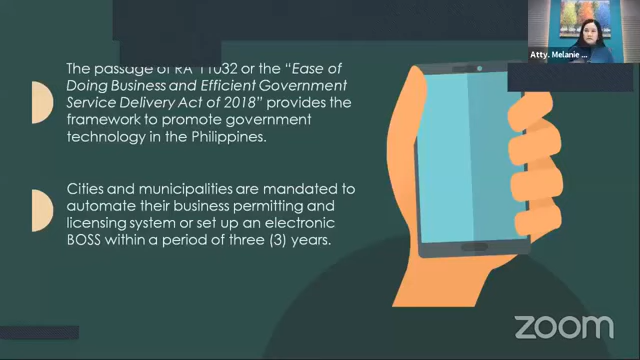 Atty. Melanie ...
The passage of RA 11032 or the “Ease of
Doing Business and Efficient Government
Service Delivery Act of 2018” provides the
framework to promote government
technology in the Philippines.
Cities and municipalities are mandated to
automate their business permitting and
licensing system or set up an electronic
BOSS within a period of three (3) years.
zoom